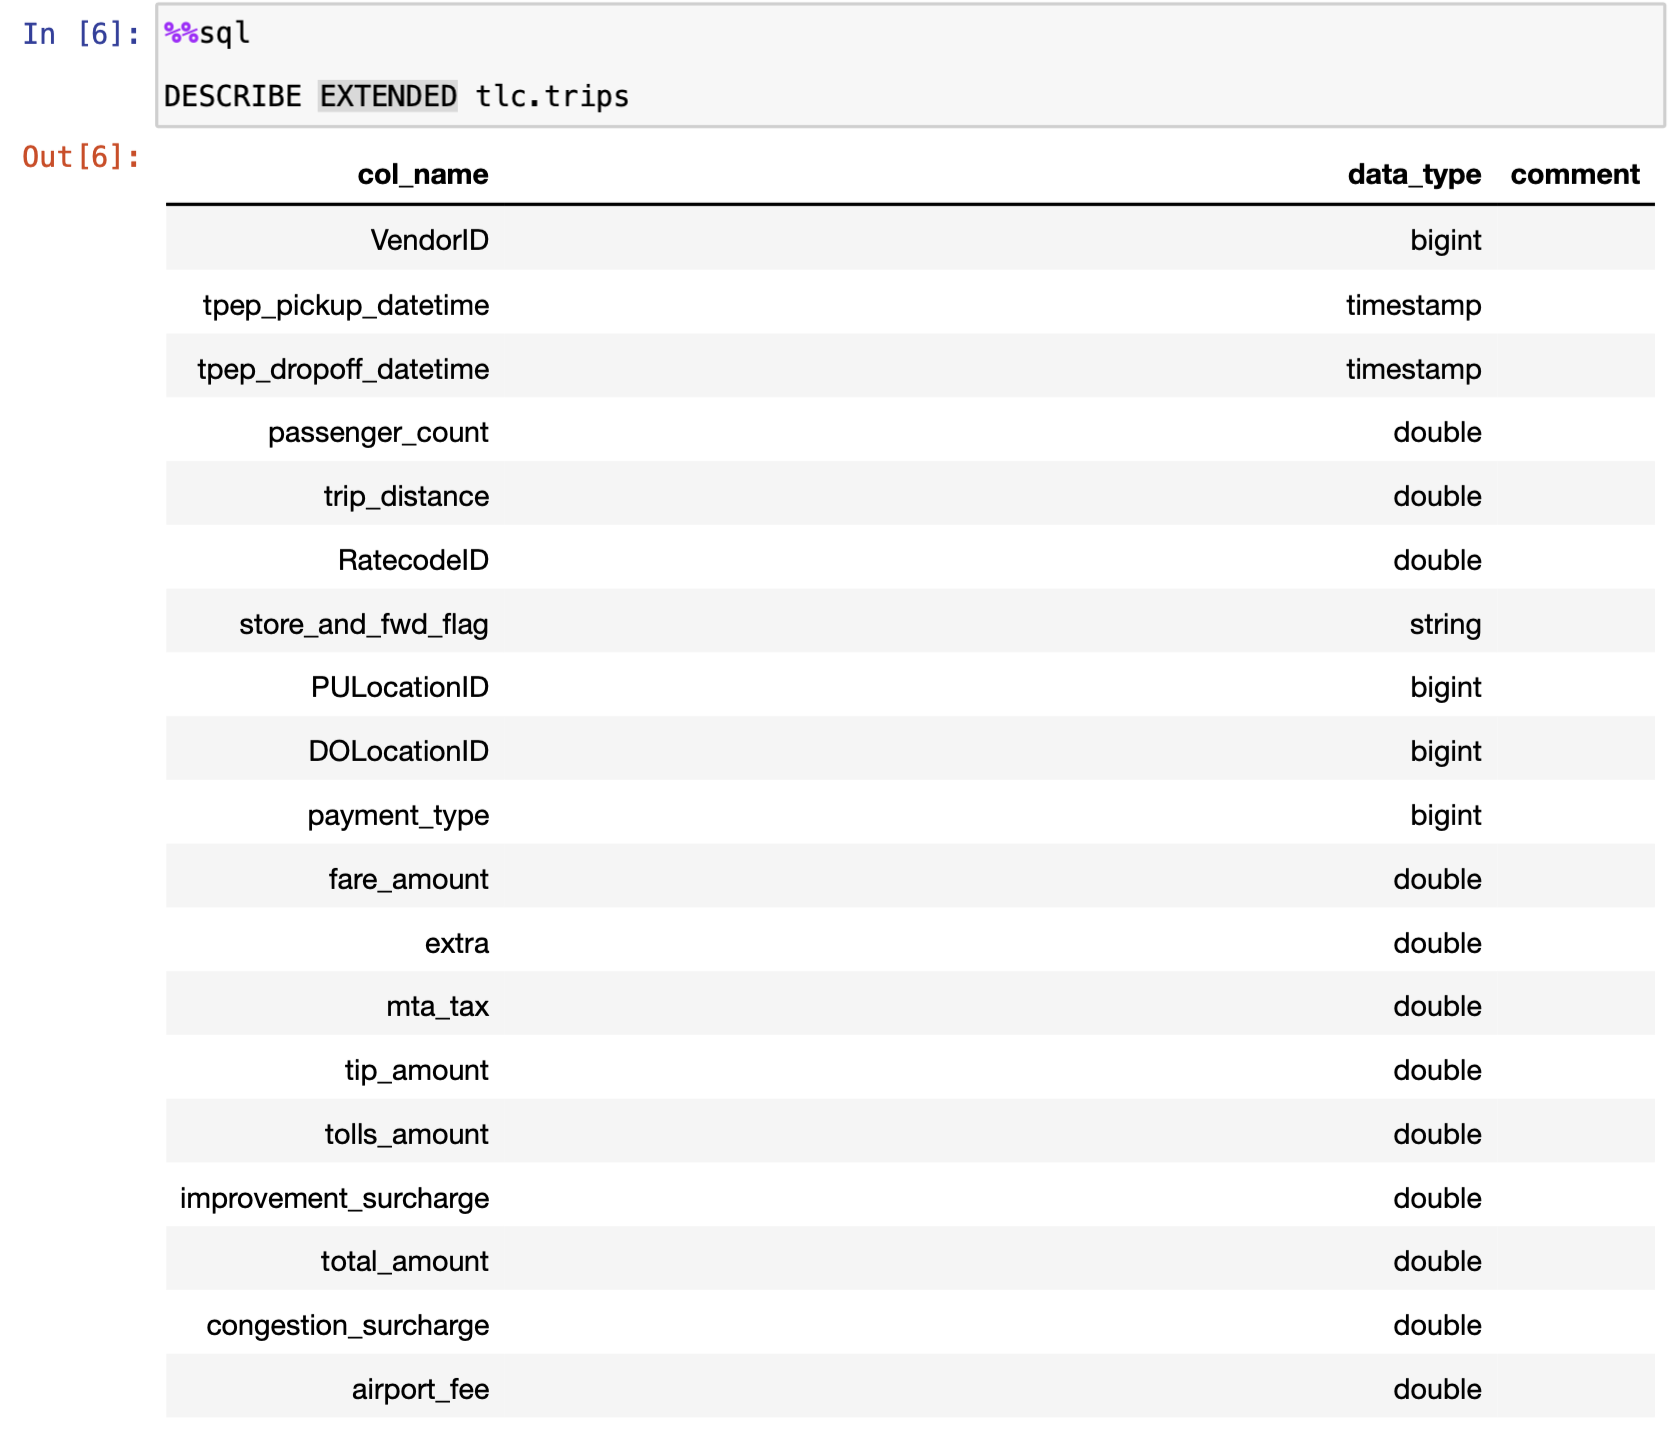 In [6]: %%sql
DESCRIBE EXTENDED tlc.trips
Out[6]:
col_name data_type comment
VendorID bigint
tpep_pickup_datetime timestamp
tpep_dropoff_datetime timestamp
passenger_count double
trip_distance double
RatecodeID double
store_and_fwd_flag string
PULocationID bigint
DOLocationID bigint
payment_type bigint
fare_amount double
extra double
mta_tax double
tip_amount double
tolls_amount double
improvement_surcharge double
total_amount double
congestion_surcharge double
airport_fee double